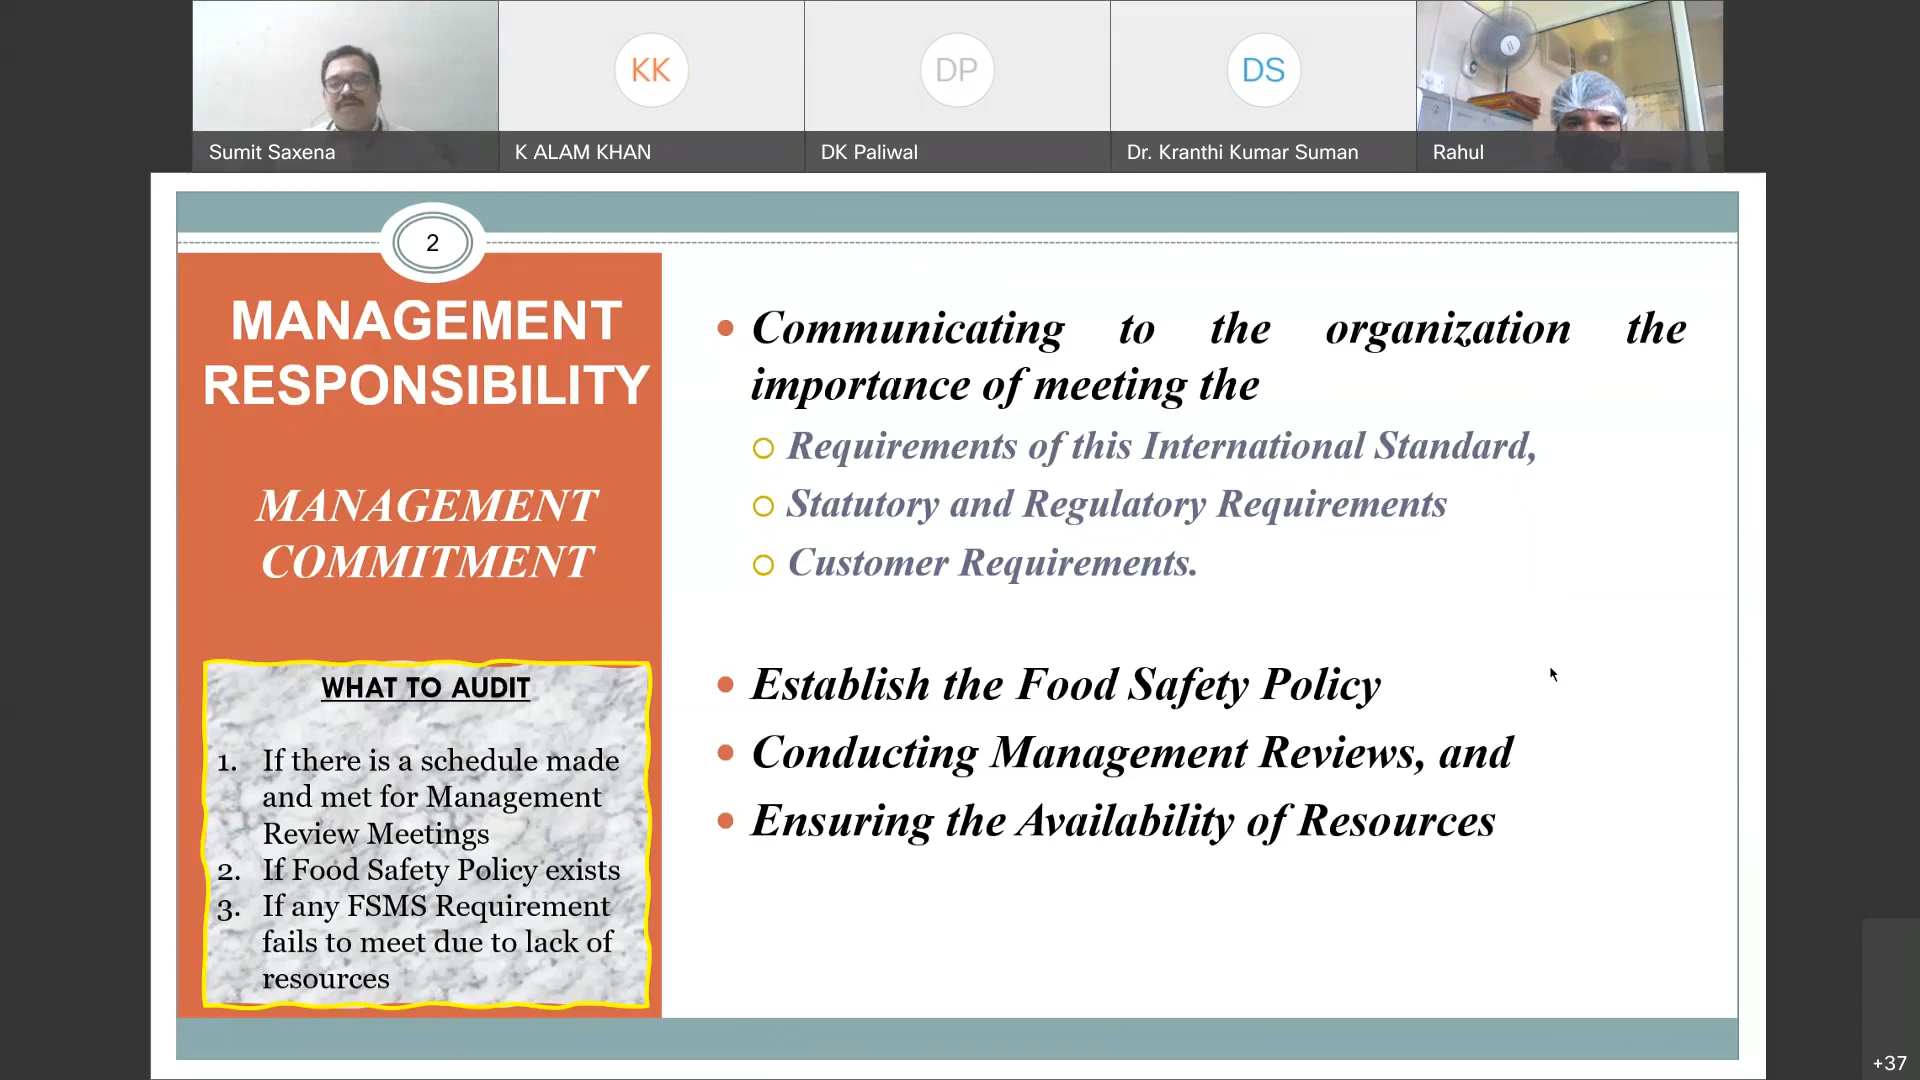 KK
DP
DS
Sumit Saxena
K ALAM KHAN
DK Paliwal
Dr. Kranthi Kumar Suman
Rahul
2
MANAGEMENT
RESPONSIBILITY
MANAGEMENT
COMMITMENT
WHAT TO AUDIT
1. If there is a schedule made
and met for Management
Review Meetings
2. If Food Safety Policy exists
3. If any FSMS Requirement
fails to meet due to lack of
resources
• Communicating to the organization the
importance of meeting the
○ Requirements of this International Standard,
○ Statutory and Regulatory Requirements
○ Customer Requirements.
• Establish the Food Safety Policy
• Conducting Management Reviews, and
• Ensuring the Availability of Resources
+37